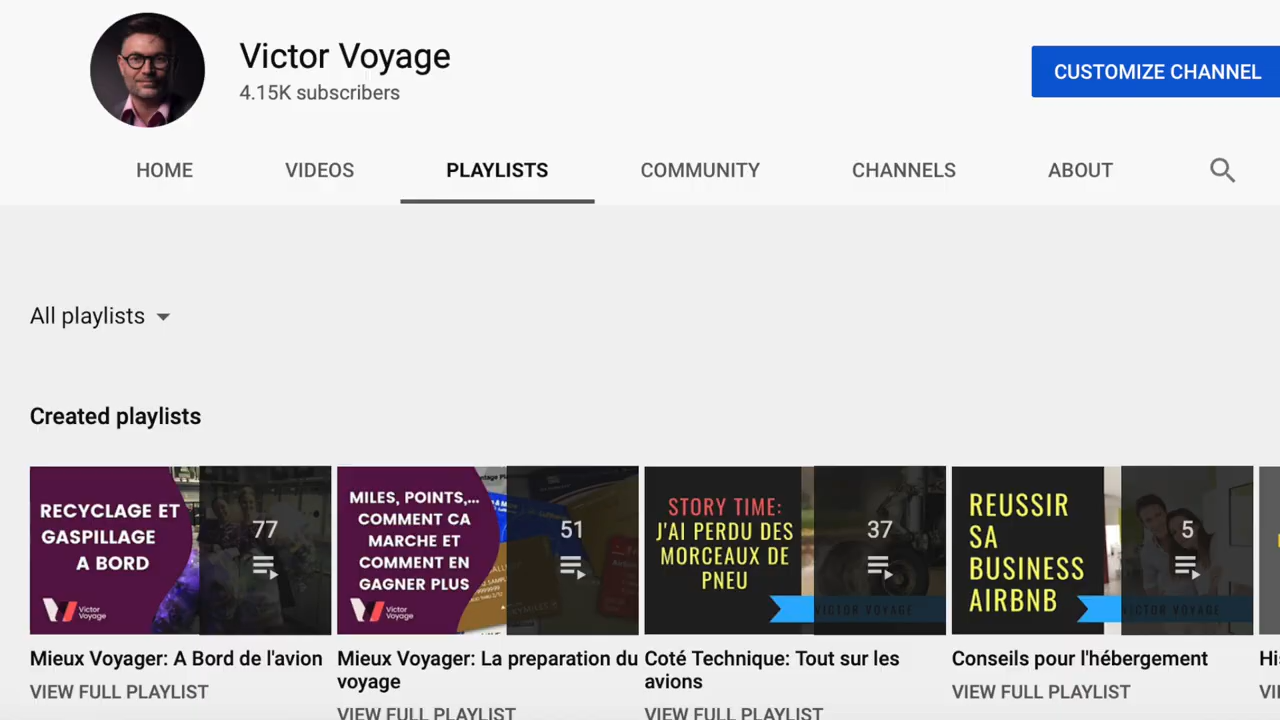 Victor Voyage
4.15K subscribers
CUSTOMIZE CHANNEL
HOME
VIDEOS
PLAYLISTS
COMMUNITY
CHANNELS
ABOUT
All playlists
Created playlists
RECYCLAGE ET
GASPILLAGE
A BORD
Victor
Voyage
77
MILES, POINTS,...
COMMENT CA
MARCHE ET
COMMENT EN
GAGNER PLUS
Victor
Voyage
51
STORY TIME:
J'AI PERDU DES
MORCEAUX DE
PNEU
VICTOR VOYAGE
37
REUSSIR
SA
BUSINESS
AIRBNB
VICTOR VOYAGE
5
Mieux Voyager: A Bord de l'avion
VIEW FULL PLAYLIST
Mieux Voyager: La preparation du
voyage
VIEW FULL PLAYLIST
Coté Technique: Tout sur les
avions
VIEW FULL PLAYLIST
Conseils pour l'hébergement
VIEW FULL PLAYLIST